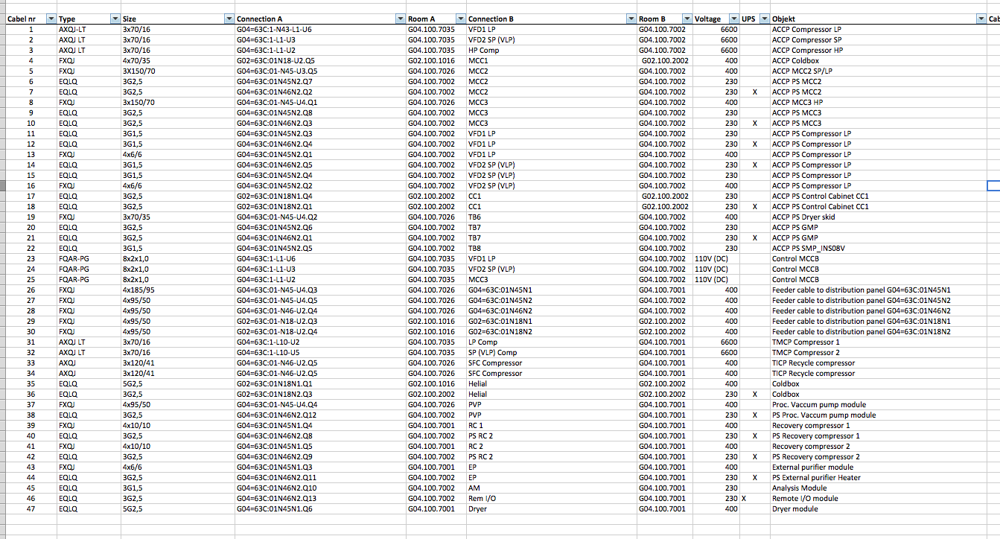 Cabel nr Type Size Connection A Room A Connection B Room B Voltage UPS Objekt Cab
1 AXQJ-LT 3x70/16 G04=63C:1-N43-L1-U6 G04.100.7035 VFD1 LP G04.100.7002 6600 ACCP Compressor LP
2 AXQJ LT 3x70/16 G04=63C:1-L1-U3 G04.100.7035 VFD2 SP (VLP) G04.100.7002 6600 ACCP Compressor SP
3 AXQJ LT 3x70/16 G04=63C:1-L1-U2 G04.100.7035 HP Comp G04.100.7002 6600 ACCP Compressor HP
4 FXQJ 4x70/35 G02=63C:01N18-U2.Q5 G02.100.1016 MCC1 G02.100.2002 400 ACCP Coldbox
5 FXQJ 3X150/70 G04=63C:01-N45-U3.Q5 G04.100.7026 MCC2 G04.100.7002 400 ACCP MCC2 SP/LP
6 EQLQ 3G2,5 G04=63C:01N45N2.Q7 G04.100.7002 MCC2 G04.100.7002 230 ACCP PS MCC2
7 EQLQ 3G2,5 G04=63C:01N46N2.Q2 G04.100.7002 MCC2 G04.100.7002 230 X ACCP PS MCC2
8 FXQJ 3x150/70 G04=63C:01-N45-U4.Q1 G04.100.7026 MCC3 G04.100.7002 400 ACCP MCC3 HP
9 EQLQ 3G2,5 G04=63C:01N45N2.Q8 G04.100.7002 MCC3 G04.100.7002 230 ACCP PS MCC3
10 EQLQ 3G2,5 G04=63C:01N46N2.Q3 G04.100.7002 MCC3 G04.100.7002 230 X ACCP PS MCC3
11 EQLQ 3G1,5 G04=63C:01N45N2.Q3 G04.100.7002 VFD1 LP G04.100.7002 230 ACCP PS Compressor LP
12 EQLQ 3G1,5 G04=63C:01N46N2.Q4 G04.100.7002 VFD1 LP G04.100.7002 230 X ACCP PS Compressor LP
13 FXQJ 4x6/6 G04=63C:01N45N2.Q1 G04.100.7002 VFD1 LP G04.100.7002 400 ACCP PS Compressor LP
14 EQLQ 3G1,5 G04=63C:01N46N2.Q5 G04.100.7002 VFD2 SP (VLP) G04.100.7002 230 X ACCP PS Compressor LP
15 EQLQ 3G1,5 G04=63C:01N45N2.Q4 G04.100.7002 VFD2 SP (VLP) G04.100.7002 230 ACCP PS Compressor LP
16 FXQJ 4x6/6 G04=63C:01N45N2.Q2 G04.100.7002 VFD2 SP (VLP) G04.100.7002 400 ACCP PS Compressor LP
17 EQLQ 3G2,5 G02=63C:01N18N1.Q4 G02.100.2002 CC1 G02.100.2002 230 ACCP PS Control Cabinet CC1
18 EQLQ 3G2,5 G02=63C:01N18N2.Q1 G02.100.2002 CC1 G02.100.2002 230 X ACCP PS Control Cabinet CC1
19 FXQJ 3x70/35 G04=63C:01-N45-U4.Q2 G04.100.7026 TB6 G04.100.7002 400 ACCP PS Dryer skid
20 EQLQ 3G2,5 G04=63C:01N45N2.Q6 G04.100.7002 TB7 G04.100.7002 230 ACCP PS GMP
21 EQLQ 3G2,5 G04=63C:01N46N2.Q1 G04.100.7002 TB7 G04.100.7002 230 X ACCP PS GMP
22 EQLQ 3G1,5 G04=63C:01N45N2.Q5 G04.100.7002 TB8 G04.100.7002 230 ACCP PS SMP_INS08V
23 FQAR-PG 8x2x1,0 G04=63C:1-L1-U6 G04.100.7035 VFD1 LP G04.100.7002 110V (DC) Control MCCB
24 FQAR-PG 8x2x1,0 G04=63C:1-L1-U3 G04.100.7035 VFD2 SP (VLP) G04.100.7002 110V (DC) Control MCCB
25 FQAR-PG 8x2x1,0 G04=63C:1-L1-U2 G04.100.7035 MCC3 G04.100.7002 110V (DC) Control MCCB
26 FXQJ 4x185/95 G04=63C:01-N45-U4.Q3 G04.100.7026 G04=63C:01N45N1 G04.100.7001 400 Feeder cable to distribution panel G04=63C:01N45N1
27 FXQJ 4x95/50 G04=63C:01-N45-U4.Q5 G04.100.7026 G04=63C:01N45N2 G04.100.7002 400 Feeder cable to distribution panel G04=63C:01N45N2
28 FXQJ 4x95/50 G04=63C:01-N46-U2.Q4 G04.100.7026 G04=63C:01N46N2 G04.100.7002 400 Feeder cable to distribution panel G04=63C:01N46N2
29 FXQJ 4x95/50 G02=63C:01-N18-U2.Q3 G02.100.1016 G02=63C:01N18N1 G02.100.2002 400 Feeder cable to distribution panel G04=63C:01N18N1
30 FXQJ 4x95/50 G02=63C:01-N18-U2.Q4 G02.100.1016 G02=63C:01N18N2 G02.100.2002 400 Feeder cable to distribution panel G04=63C:01N18N2
31 AXQJ LT 3x70/16 G04=63C:1-L10-U2 G04.100.7035 LP Comp G04.100.7001 6600 TMCP Compressor 1
32 AXQJ LT 3x70/16 G04=63C:1-L10-U5 G04.100.7035 SP (VLP) Comp G04.100.7001 6600 TMCP Compressor 2
33 AXQJ 3x120/41 G04=63C:01-N46-U2.Q5 G04.100.7026 SFC Compressor G04.100.7001 400 TICP Recycle compressor
34 AXQJ 3x120/41 G04=63C:01-N46-U2.Q5 G04.100.7026 SFC Compressor G04.100.7001 400 TICP Recycle compressor
35 EQLQ 5G2,5 G02=63C:01N18N1.Q1 G02.100.1016 Helial G02.100.2002 400 Coldbox
36 EQLQ 3G2,5 G02=63C:01N18N2.Q3 G02.100.2002 Helial G02.100.2002 230 X Coldbox
37 FXQJ 4x95/50 G04=63C:01-N45-U4.Q4 G04.100.7026 PVP G04.100.7001 400 Proc. Vaccum pump module
38 EQLQ 3G2,5 G04=63C:01N46N2.Q12 G04.100.7002 PVP G04.100.7001 230 X PS Proc. Vaccum pump module
39 FXQJ 4x10/10 G04=63C:01N45N1.Q4 G04.100.7001 RC 1 G04.100.7001 400 Recovery compressor 1
40 EQLQ 3G2,5 G04=63C:01N46N2.Q8 G04.100.7002 PS RC 2 G04.100.7001 230 X PS Recovery compressor 1
41 FXQJ 4x10/10 G04=63C:01N45N1.Q5 G04.100.7001 RC 2 G04.100.7001 400 Recovery compressor 2
42 EQLQ 3G2,5 G04=63C:01N46N2.Q9 G04.100.7002 PS RC 2 G04.100.7001 230 X PS Recovery compressor 2
43 FXQJ 4x6/6 G04=63C:01N45N1.Q3 G04.100.7001 EP G04.100.7001 400 External purifier module
44 EQLQ 3G2,5 G04=63C:01N46N2.Q11 G04.100.7002 EP G04.100.7001 230 X PS External purifier Heater
45 EQLQ 3G1,5 G04=63C:01N46N2.Q10 G04.100.7002 AM G04.100.7001 230 Analysis Module
46 EQLQ 3G2,5 G04=63C:01N46N2.Q13 G04.100.7002 Rem I/O G04.100.7001 230 X Remote I/O module
47 EQLQ 5G2,5 G04=63C:01N45N1.Q6 G04.100.7001 Dryer G04.100.7001 400 Dryer module